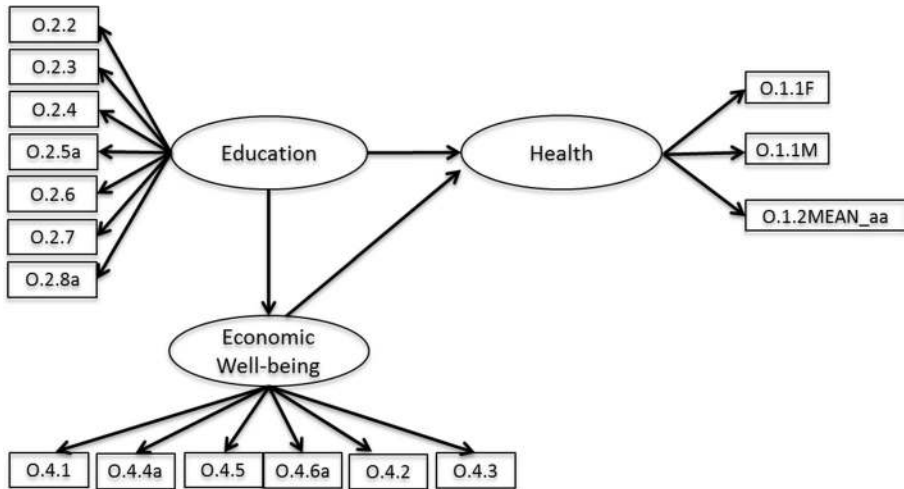 O.2.2
O.2.3
O.2.4
O.2.5a
O.2.6
O.2.7
O.2.8a
Education
Health
O.1.1F
O.1.1M
O.1.2MEAN_aa
Economic
Well-being
O.4.1
O.4.4a
O.4.5
O.4.6a
O.4.2
O.4.3